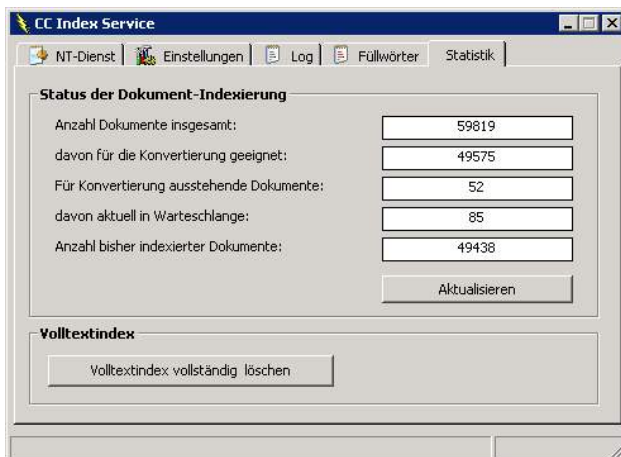 CC Index Service
NT-Dienst Einstellungen Log Füllwörter Statistik
Status der Dokument-Indexierung
Anzahl Dokumente insgesamt: 59819
davon für die Konvertierung geeignet: 49575
Für Konvertierung ausstehende Dokumente: 52
davon aktuell in Warteschlange: 85
Anzahl bisher indexierter Dokumente: 49438
Aktualisieren
Volltextindex
Volltextindex vollständig löschen